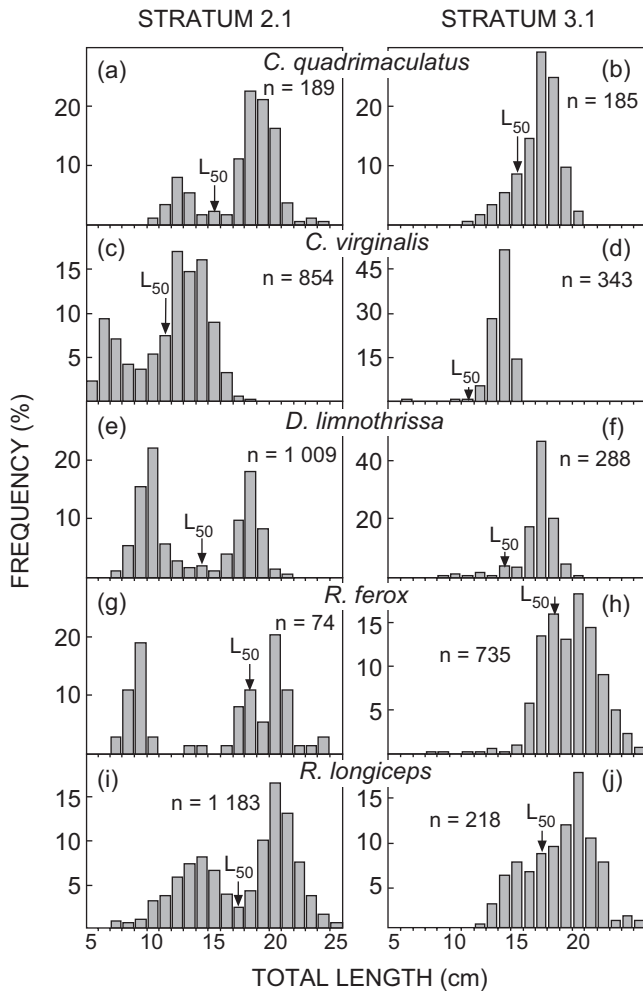 STRATUM 2.1 STRATUM 3.1
(a) C. quadrimaculatus (b)
n = 189 n = 185
20 20
L50 L50
10 10
(c) C. virginalis (d)
15 45
n = 854 n = 343
L50
10 30
5 15
L50
(e) D. limnothrissa (f)
n = 1 009 n = 288
20 40
10 20
L50 L50
(g) R. ferox (h)
n = 74 L50
20 15
L50 n = 735
10 10
5
(i) R. longiceps (j)
15 n = 1 183 15
L50 n = 218
10 L50 10
5 5
5 10 15 20 25 5 10 15 20
FREQUENCY (%)
TOTAL LENGTH (cm)